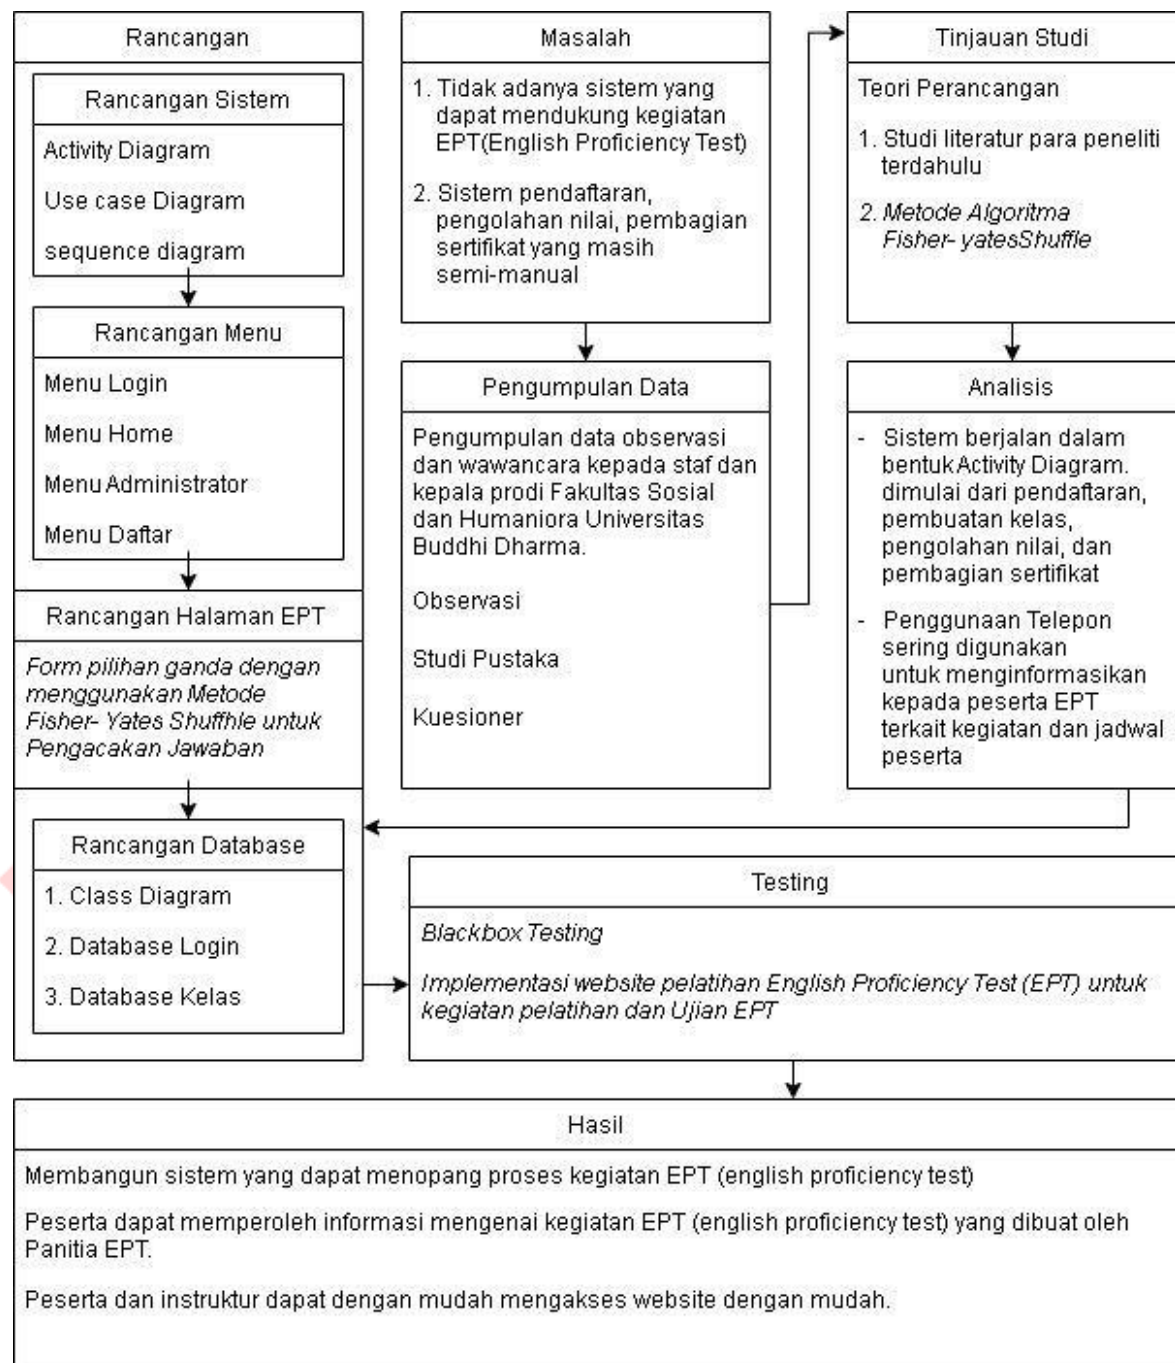 Rancangan
Rancangan Sistem
Activity Diagram
Use case Diagram
sequence diagram
Rancangan Menu
Menu Login
Menu Home
Menu Administrator
Menu Daftar
Rancangan Halaman EPT
Form pilihan ganda dengan
menggunakan Metode
Fisher- Yates Shuffhle untuk
Pengacakan Jawaban
Rancangan Database
1. Class Diagram
2. Database Login
3. Database Kelas
Masalah
1. Tidak adanya sistem yang
dapat mendukung kegiatan
EPT(English Proficiency Test)
2. Sistem pendaftaran,
pengolahan nilai, pembagian
sertifikat yang masih
semi-manual
Pengumpulan Data
Pengumpulan data observasi
dan wawancara kepada staf dan
kepala prodi Fakultas Sosial
dan Humaniora Universitas
Buddhi Dharma.
Observasi
Studi Pustaka
Kuesioner
Tinjauan Studi
Teori Perancangan
1. Studi literatur para peneliti
terdahulu
2. Metode Algoritma
Fisher- yatesShuffle
Analisis
- Sistem berjalan dalam
bentuk Activity Diagram.
dimulai dari pendaftaran,
pembuatan kelas,
pengolahan nilai, dan
pembagian sertifikat
- Penggunaan Telepon
sering digunakan
untuk menginformasikan
kepada peserta EPT
terkait kegiatan dan jadwal
peserta
Testing
Blackbox Testing
Implementasi website pelatihan English Proficiency Test (EPT) untuk
kegiatan pelatihan dan Ujian EPT
Hasil
Membangun sistem yang dapat menopang proses kegiatan EPT (english proficiency test)
Peserta dapat memperoleh informasi mengenai kegiatan EPT (english proficiency test) yang dibuat oleh
Panitia EPT.
Peserta dan instruktur dapat dengan mudah mengakses website dengan mudah.